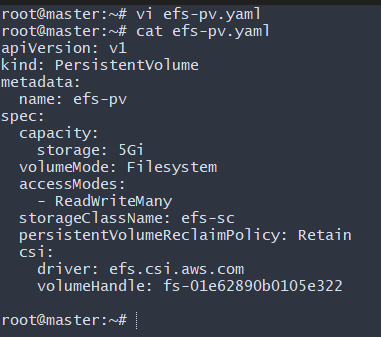 root@master:~# vi efs-pv.yaml
root@master:~# cat efs-pv.yaml
apiVersion: v1
kind: PersistentVolume
metadata:
  name: efs-pv
spec:
  capacity:
    storage: 5Gi
  volumeMode: Filesystem
  accessModes:
    - ReadWriteMany
  storageClassName: efs-sc
  persistentVolumeReclaimPolicy: Retain
  csi:
    driver: efs.csi.aws.com
    volumeHandle: fs-01e62890b0105e322

root@master:~#